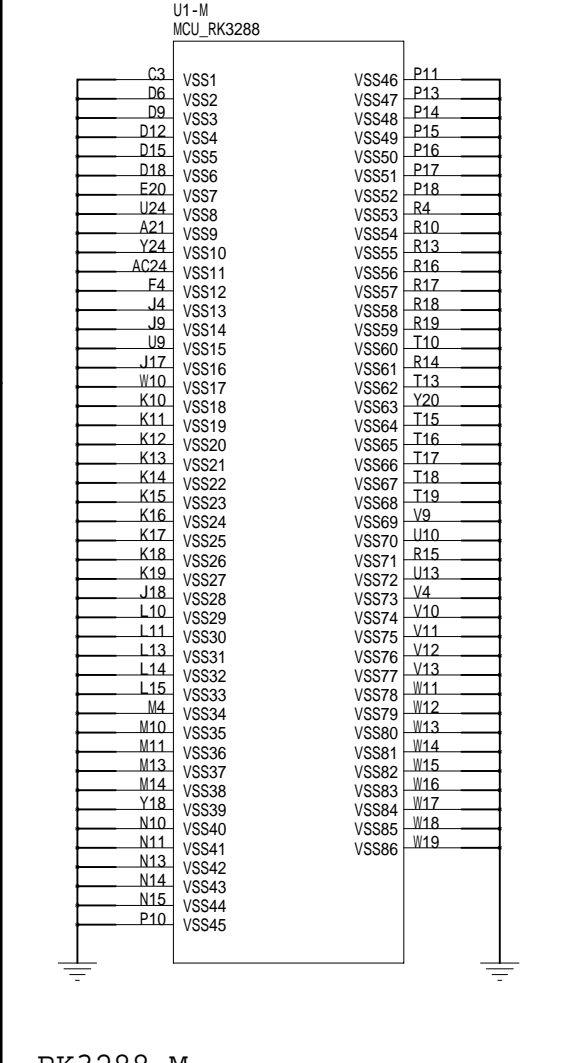 U1-M
MCU_RK3288
C3 VSS1 VSS46 P11
D6 VSS2 VSS47 P13
D9 VSS3 VSS48 P14
D12 VSS4 VSS49 P15
D15 VSS5 VSS50 P16
D18 VSS6 VSS51 P17
E20 VSS7 VSS52 P18
U24 VSS8 VSS53 R4
A21 VSS9 VSS54 R10
Y24 VSS10 VSS55 R13
AC24 VSS11 VSS56 R16
F4 VSS12 VSS57 R17
J4 VSS13 VSS58 R18
J9 VSS14 VSS59 R19
U9 VSS15 VSS60 T10
J17 VSS16 VSS61 R14
W10 VSS17 VSS62 T13
K10 VSS18 VSS63 Y20
K11 VSS19 VSS64 T15
K12 VSS20 VSS65 T16
K13 VSS21 VSS66 T17
K14 VSS22 VSS67 T18
K15 VSS23 VSS68 T19
K16 VSS24 VSS69 V9
K17 VSS25 VSS70 U10
K18 VSS26 VSS71 R15
K19 VSS27 VSS72 U13
J18 VSS28 VSS73 V4
L10 VSS29 VSS74 V10
L11 VSS30 VSS75 V11
L13 VSS31 VSS76 V12
L14 VSS32 VSS77 V13
L15 VSS33 VSS78 W11
M4 VSS34 VSS79 W12
M10 VSS35 VSS80 W13
M11 VSS36 VSS81 W14
M13 VSS37 VSS82 W15
M14 VSS38 VSS83 W16
Y18 VSS39 VSS84 W17
N10 VSS40 VSS85 W18
N11 VSS41 VSS86 W19
N13 VSS42
N14 VSS43
N15 VSS44
P10 VSS45
RK3288_M